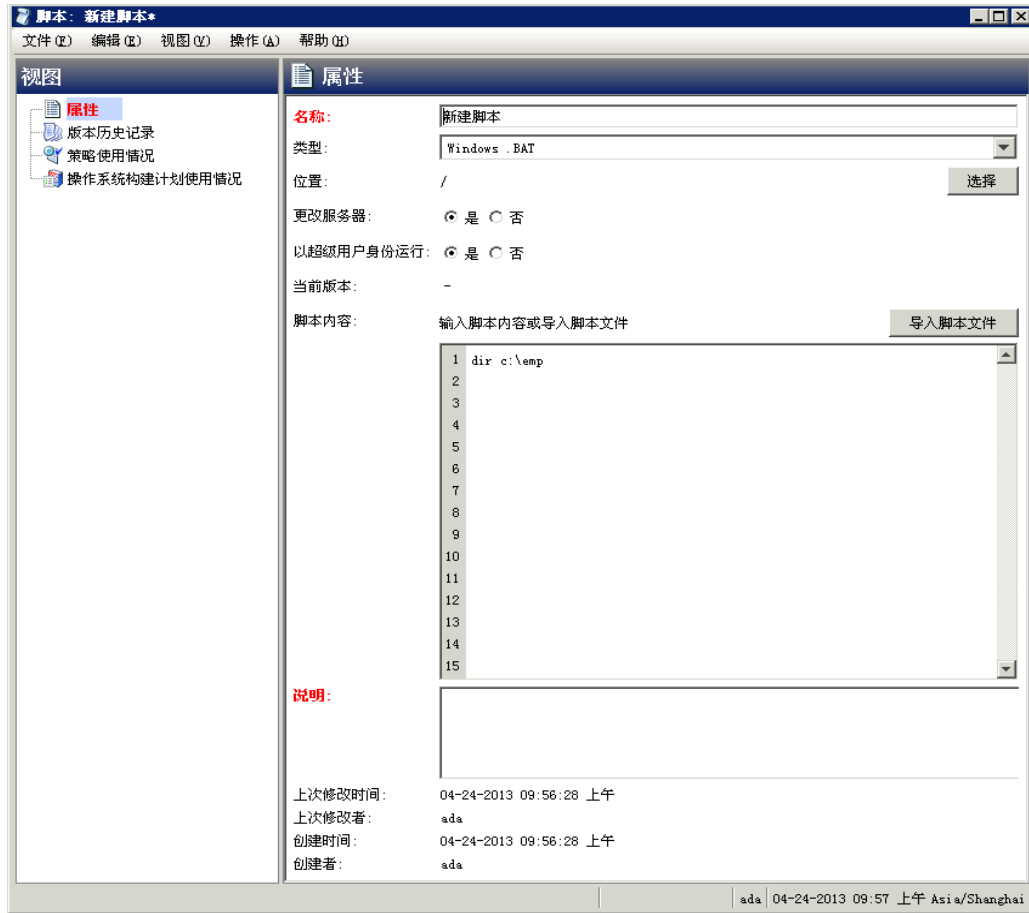 脚本: 新建脚本*
文件(F) 编辑(E) 视图(V) 操作(A) 帮助(H)
视图
属性
版本历史记录
策略使用情况
操作系统构建计划使用情况
属性
名称: 新建脚本
类型: Windows .BAT
位置: / 选择
更改服务器: 是 否
以超级用户身份运行: 是 否
当前版本: -
脚本内容: 输入脚本内容或导入脚本文件 导入脚本文件
1 dir c:\emp
2
3
4
5
6
7
8
9
10
11
12
13
14
15
说明:
上次修改时间: 04-24-2013 09:56:28 上午
上次修改者: ada
创建时间: 04-24-2013 09:56:28 上午
创建者: ada
ada 04-24-2013 09:57 上午 Asia/Shanghai